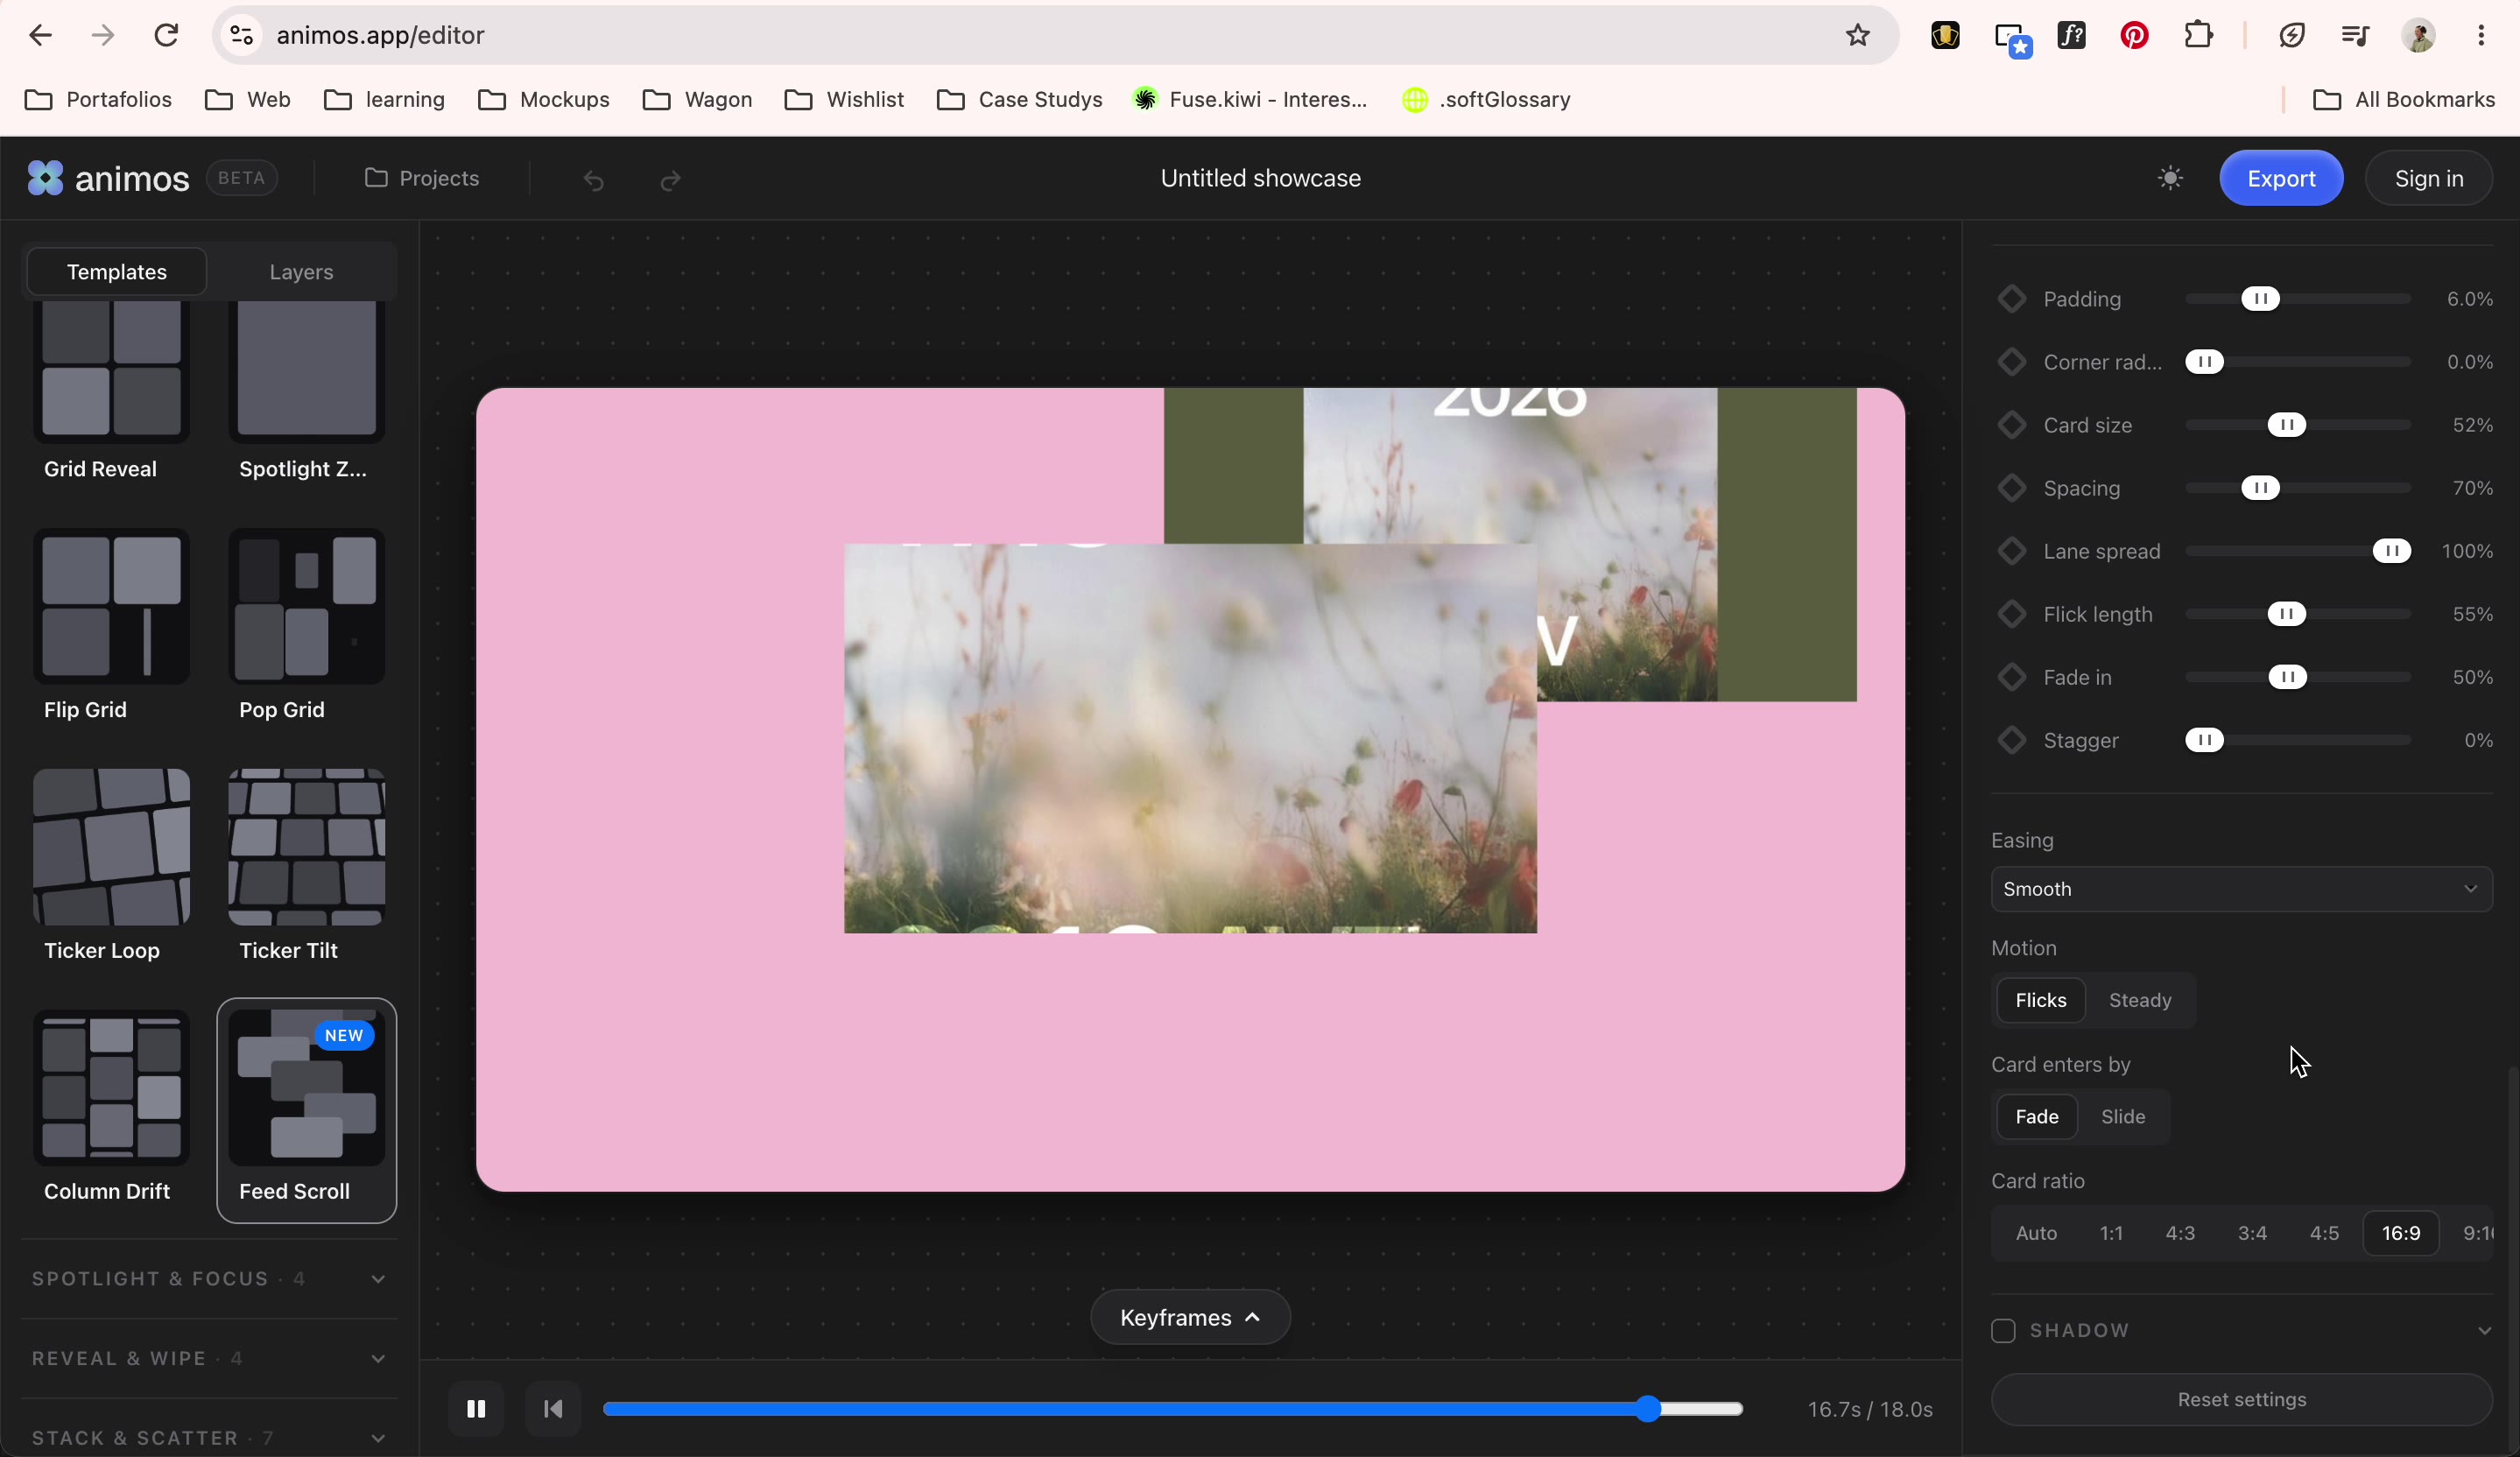 animos.app/editor
Portafolios
Web
learning
Mockups
Wagon
Wishlist
Case Studys
Fuse.kiwi - Interes...
.softGlossary
All Bookmarks
animos
BETA
Projects
Untitled showcase
Export
Sign in
Templates
Layers
Grid Reveal
Spotlight Z...
Flip Grid
Pop Grid
Ticker Loop
Ticker Tilt
NEW
Column Drift
Feed Scroll
SPOTLIGHT & FOCUS · 4
REVEAL & WIPE · 4
STACK & SCATTER · 7
2026
Keyframes
16.7s / 18.0s
Padding 6.0%
Corner rad... 0.0%
Card size 52%
Spacing 70%
Lane spread 100%
Flick length 55%
Fade in 50%
Stagger 0%
Easing
Smooth
Motion
Flicks Steady
Card enters by
Fade Slide
Card ratio
Auto 1:1 4:3 3:4 4:5 16:9
SHADOW
Reset settings